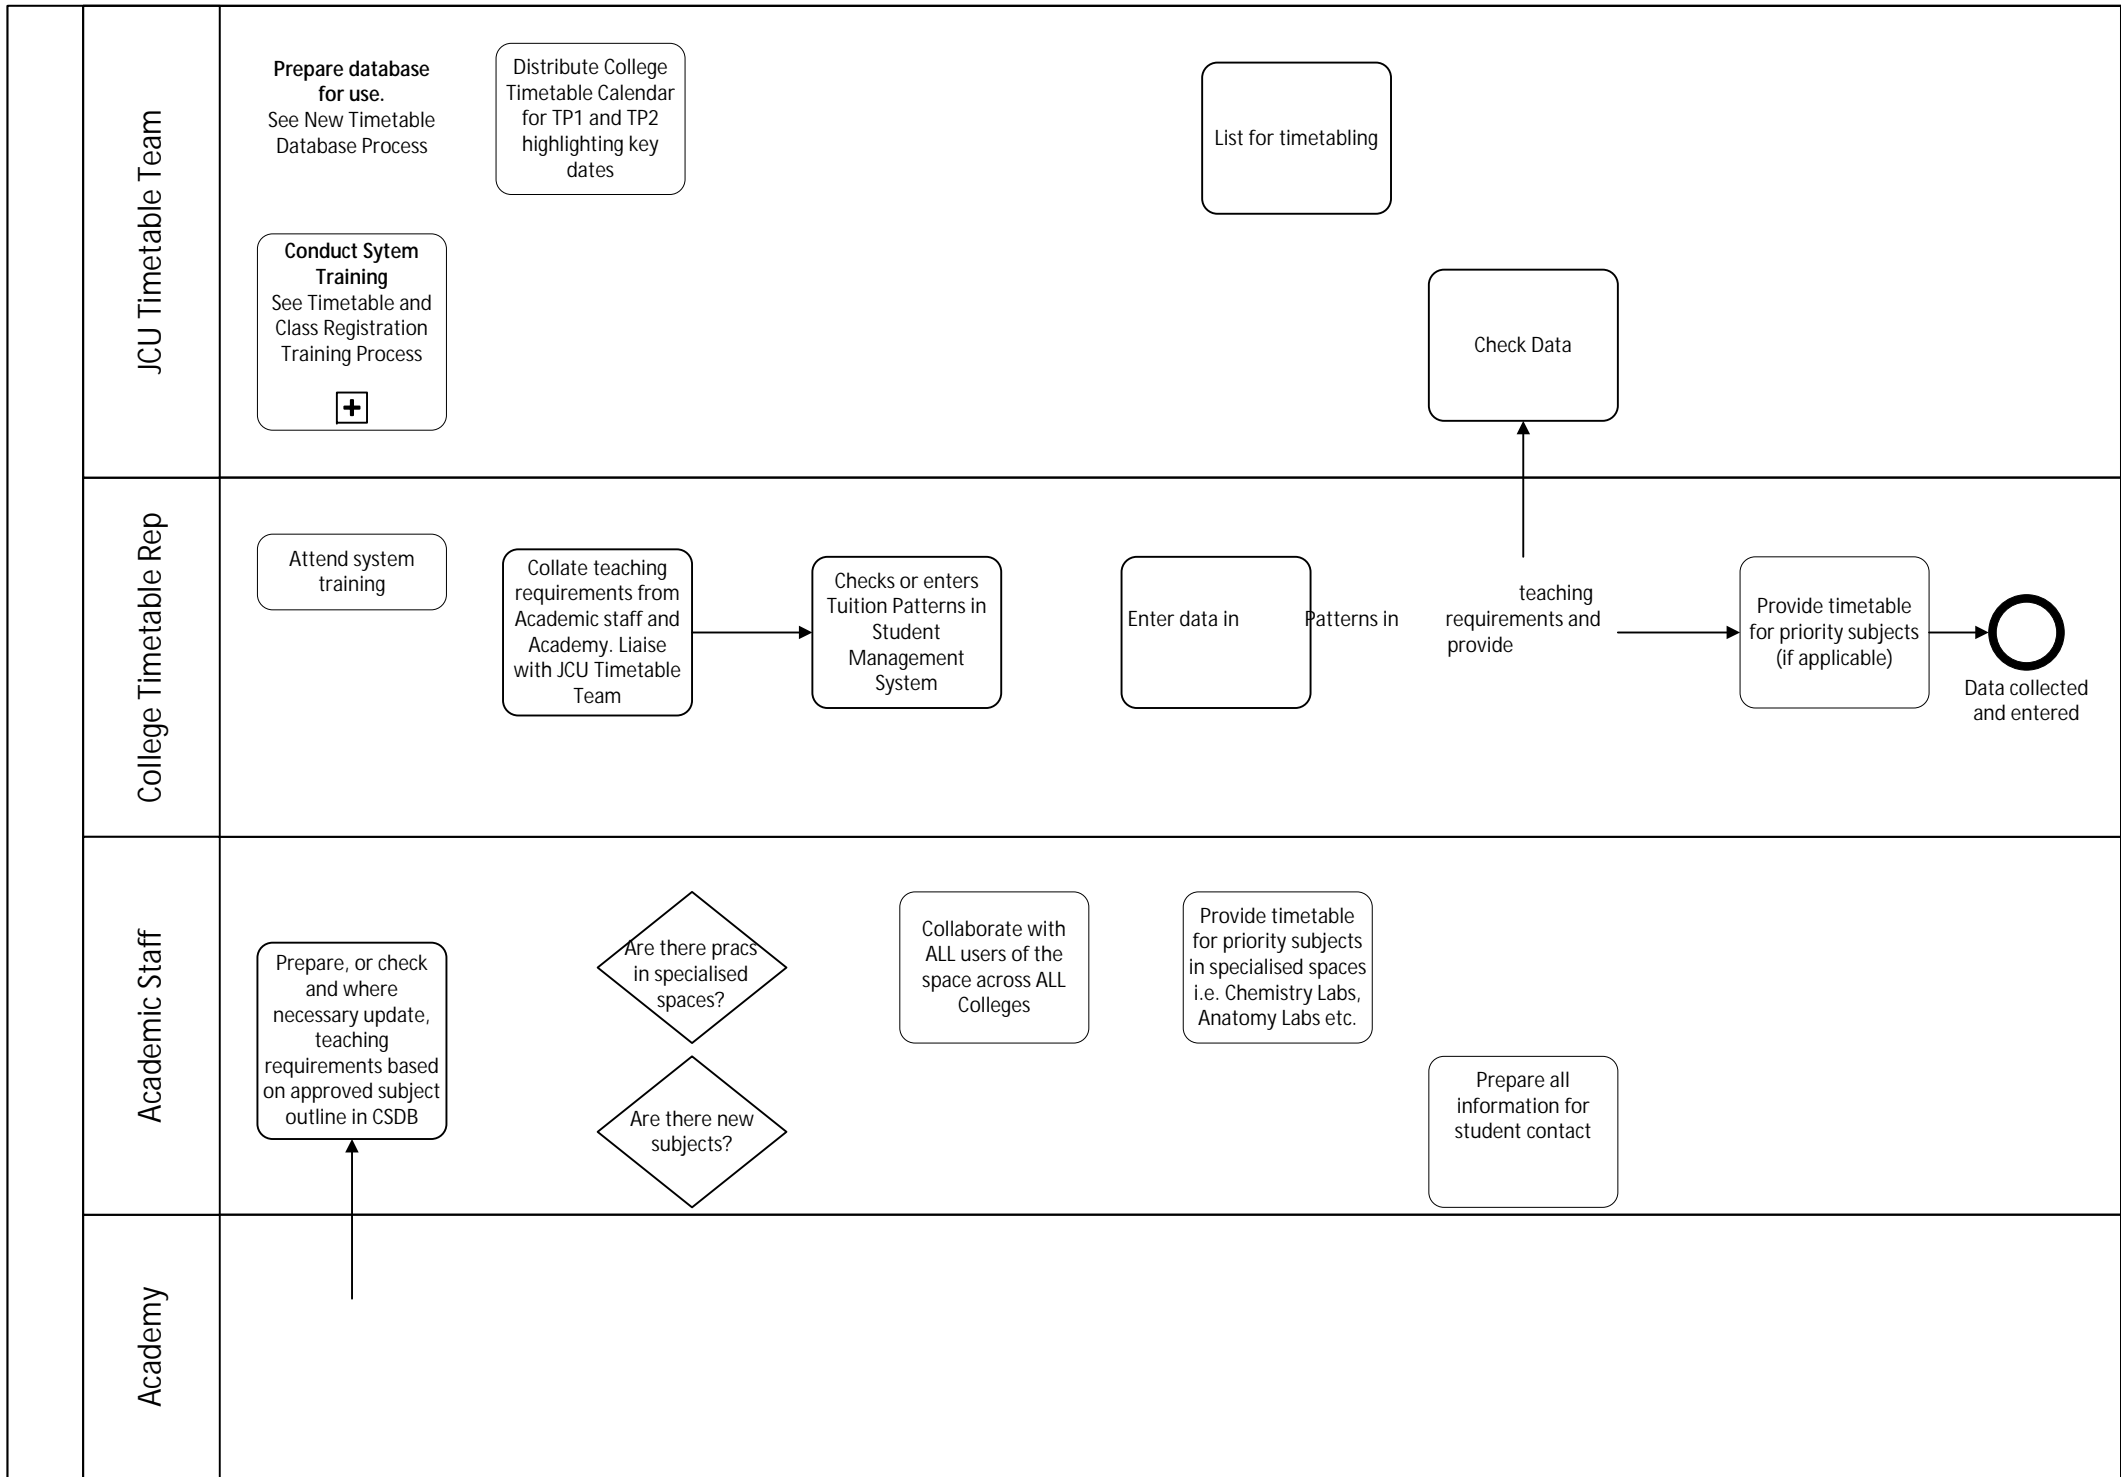 JCU Timetable Team
Prepare database
for use.
See New Timetable
Database Process
Distribute College
Timetable Calendar
for TP1 and TP2
highlighting key
dates
List for timetabling
Conduct Sytem
Training
See Timetable and
Class Registration
Training Process
Check Data
College Timetable Rep
Attend system
training
Collate teaching
requirements from
Academic staff and
Academy. Liaise
with JCU Timetable
Team
Checks or enters
Tuition Patterns in
Student
Management
System
Enter data in
Patterns in
teaching
requirements and
provide
Provide timetable
for priority subjects
(if applicable)
Data collected
and entered
Academic Staff
Prepare, or check
and where
necessary update,
teaching
requirements based
on approved subject
outline in CSDB
Are there pracs
in specialised
spaces?
Collaborate with
ALL users of the
space across ALL
Colleges
Provide timetable
for priority subjects
in specialised spaces
i.e. Chemistry Labs,
Anatomy Labs etc.
Are there new
subjects?
Prepare all
information for
student contact
Academy